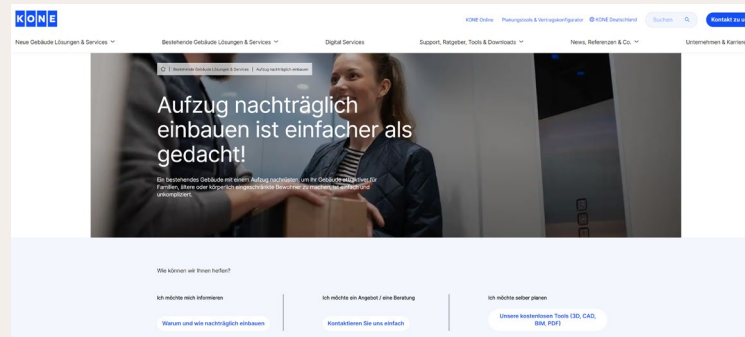 KONE
KONE Online Planungstools & Vertragskonfigurator KONE Deutschland Suchen Kontakt zu
Neue Gebäude Lösungen & Services Bestehende Gebäude Lösungen & Services Digital Services Support, Ratgeber, Tools & Downloads News, Referenzen & Co. Unternehmen &
Bestehende Gebäude Lösungen & Services | Aufzug nachträglich einbauen
Aufzug nachträglich
einbauen ist einfacher als
gedacht!
Ein bestehendes Gebäude mit einem Aufzug nachrüsten, um Ihr Gebäude attraktiver für
Familien, ältere oder körperlich eingeschränkte Bewohner zu machen, ist einfach und
unkompliziert.
Wie können wir Ihnen helfen?
Ich möchte mich informieren
Ich möchte ein Angebot / eine Beratung
Ich möchte selber planen
Warum und wie nachträglich einbauen
Kontaktieren Sie uns einfach
Unsere kostenlosen Tools (3D, CAD,
BIM, PDF)